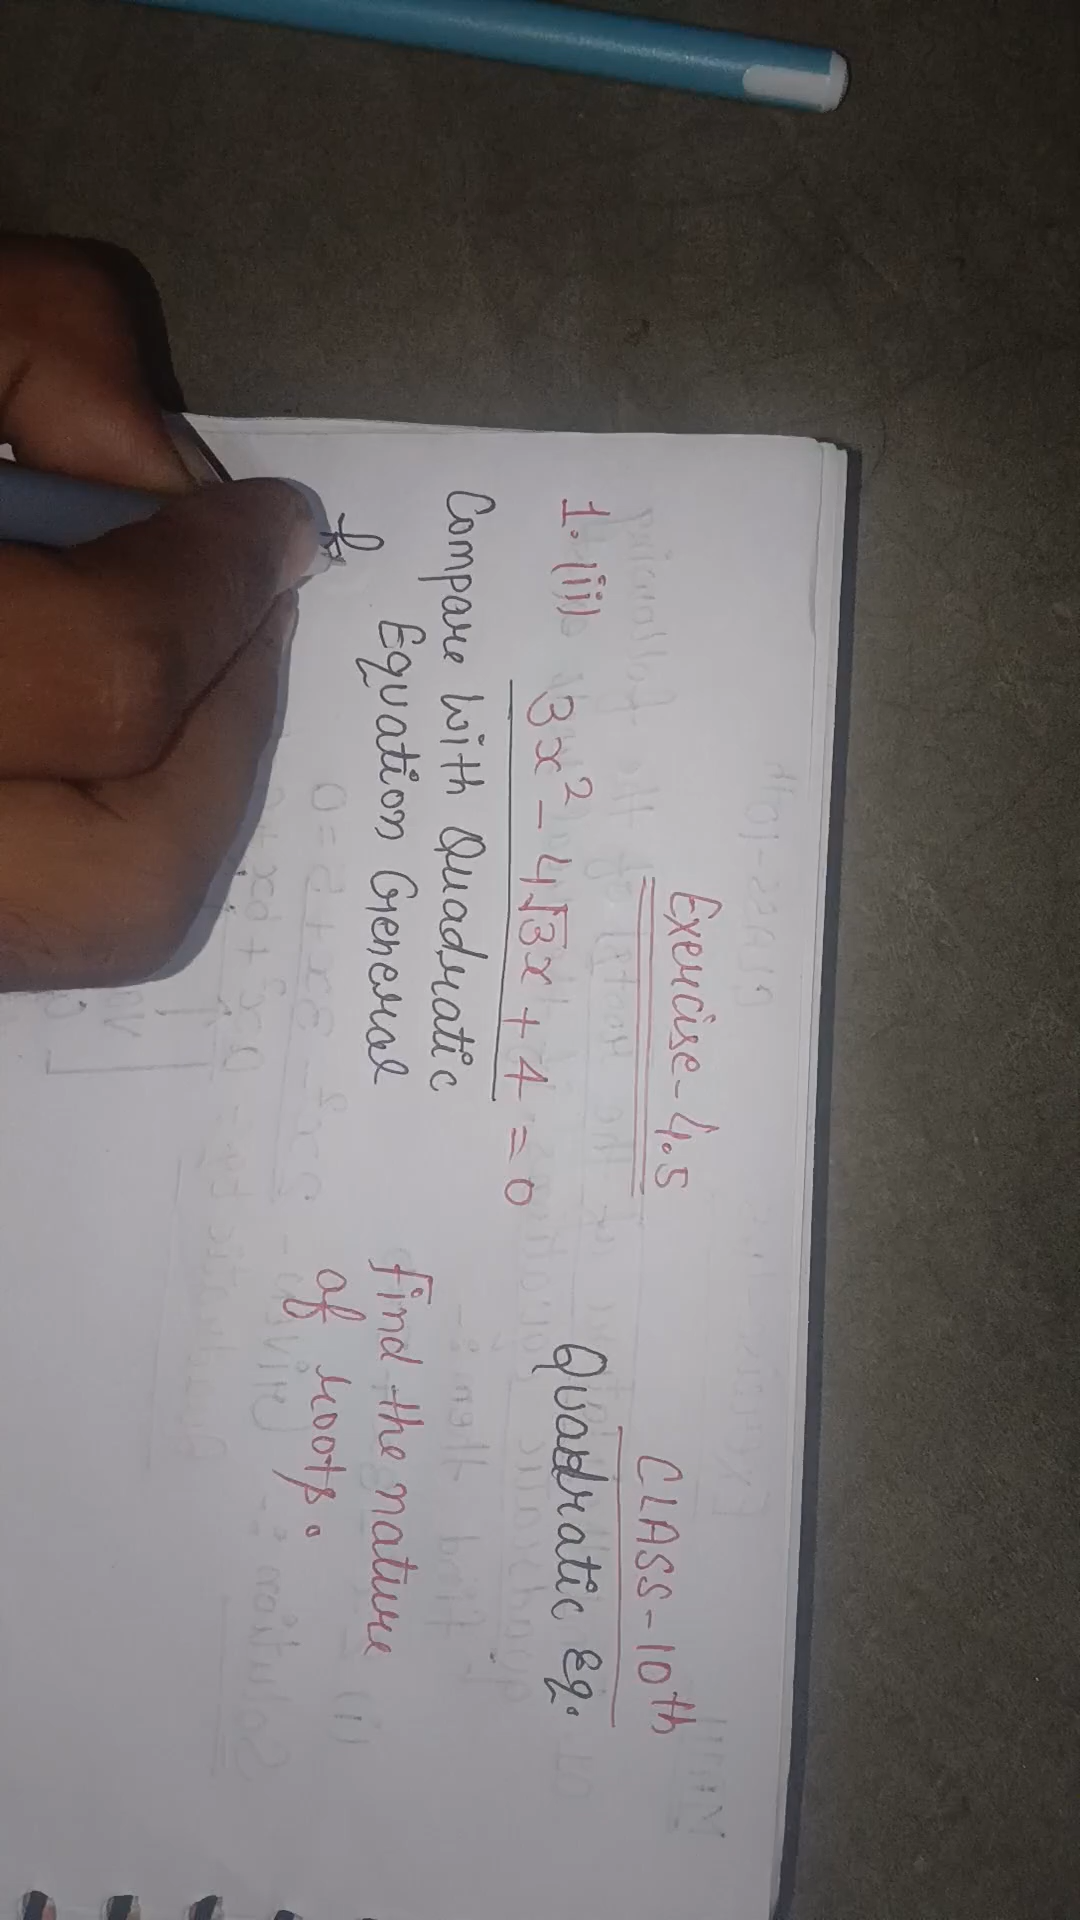 Exercise-4.5
CLASS-10th
1.(ii) 3x² - 4√3x + 4 = 0
Quadratic Eq.
Compare With Quadratic
Equation General
find the nature
of roots.